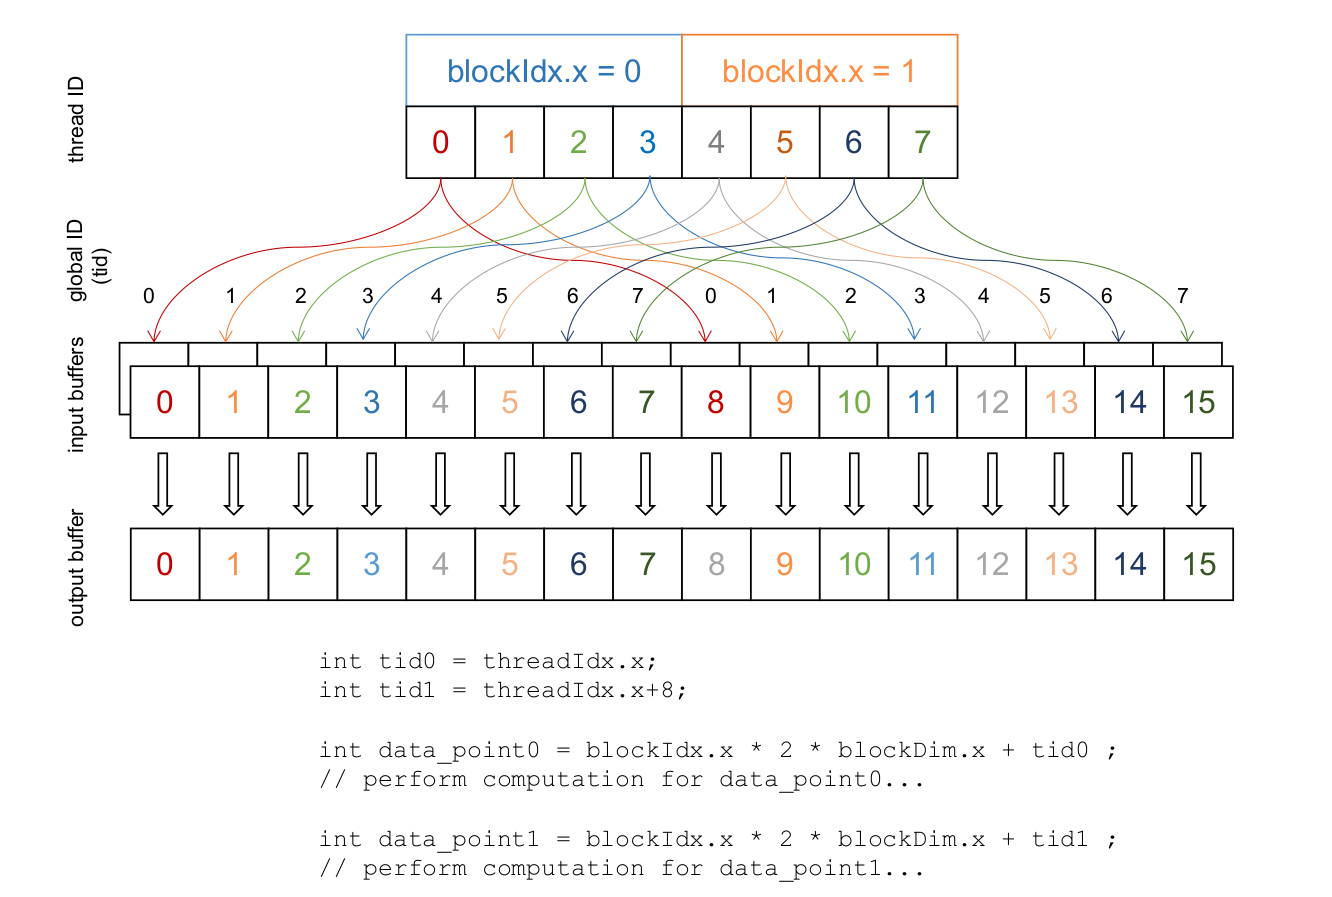 blockIdx.x = 0 blockIdx.x = 1
thread ID
0 1 2 3 4 5 6 7
global ID
(tid)
0 1 2 3 4 5 6 7 0 1 2 3 4 5 6 7
input buffers
0 1 2 3 4 5 6 7 8 9 10 11 12 13 14 15
output buffer
0 1 2 3 4 5 6 7 8 9 10 11 12 13 14 15
int tid0 = threadIdx.x;
int tid1 = threadIdx.x+8;
int data_point0 = blockIdx.x * 2 * blockDim.x + tid0 ;
// perform computation for data_point0...
int data_point1 = blockIdx.x * 2 * blockDim.x + tid1 ;
// perform computation for data_point1...